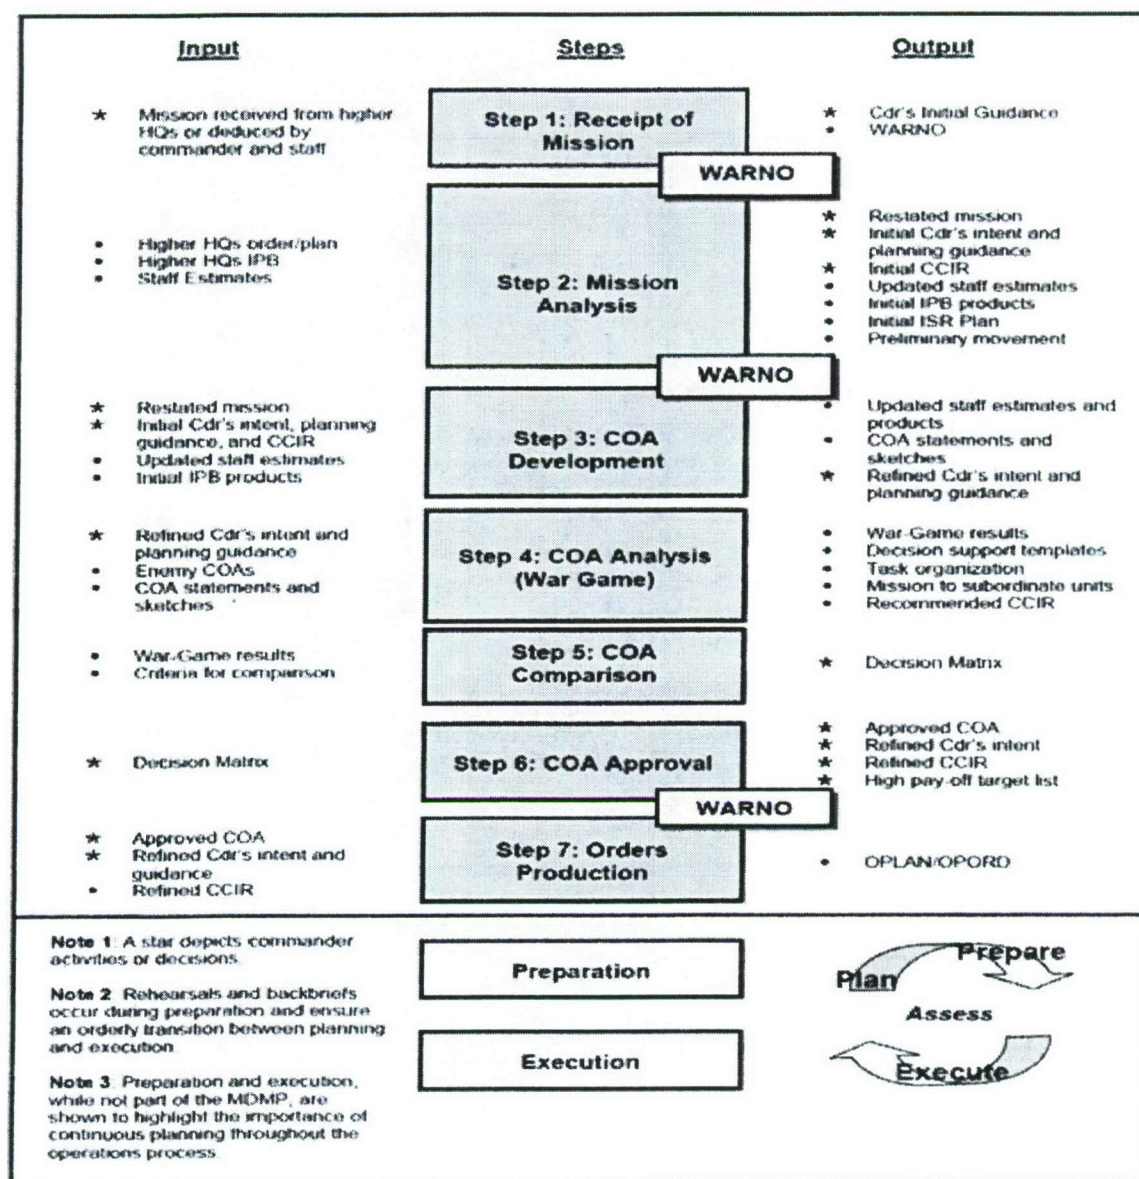 Input
Steps
Output
★ Mission received from higher
HQs or deduced by
commander and staff
Step 1: Receipt of
Mission
★ Cdr's Initial Guidance
• WARNO
WARNO
• Higher HQs order/plan
• Higher HQs IPB
• Staff Estimates
Step 2: Mission
Analysis
★ Restated mission
★ Initial Cdr's intent and
planning guidance
★ Initial CCIR
• Updated staff estimates
• Initial IPB products
• Initial ISR Plan
• Preliminary movement
WARNO
★ Restated mission
★ Initial Cdr's intent, planning
guidance, and CCIR
• Updated staff estimates
• Initial IPB products
Step 3: COA
Development
• Updated staff estimates and
products
• COA statements and
sketches
★ Refined Cdr's intent and
planning guidance
★ Refined Cdr's intent and
planning guidance
• Enemy COAs
• COA statements and
sketches
Step 4: COA Analysis
(War Game)
• War-Game results
• Decision support templates
• Task organization
• Mission to subordinate units
• Recommended CCIR
• War-Game results
• Criteria for comparison
Step 5: COA
Comparison
★ Decision Matrix
★ Decision Matrix
Step 6: COA Approval
★ Approved COA
★ Refined Cdr's intent
★ Refined CCIR
★ High pay-off target list
WARNO
★ Approved COA
★ Refined Cdr's intent and
guidance
• Refined CCIR
Step 7: Orders
Production
• OPLAN/OPORD
Note 1: A star depicts commander
activities or decisions.
Note 2: Rehearsals and backbriefs
occur during preparation and ensure
an orderly transition between planning
and execution.
Note 3: Preparation and execution,
while not part of the MDMP, are
shown to highlight the importance of
continuous planning throughout the
operations process.
Preparation
Execution
Plan
Prepare
Assess
Execute